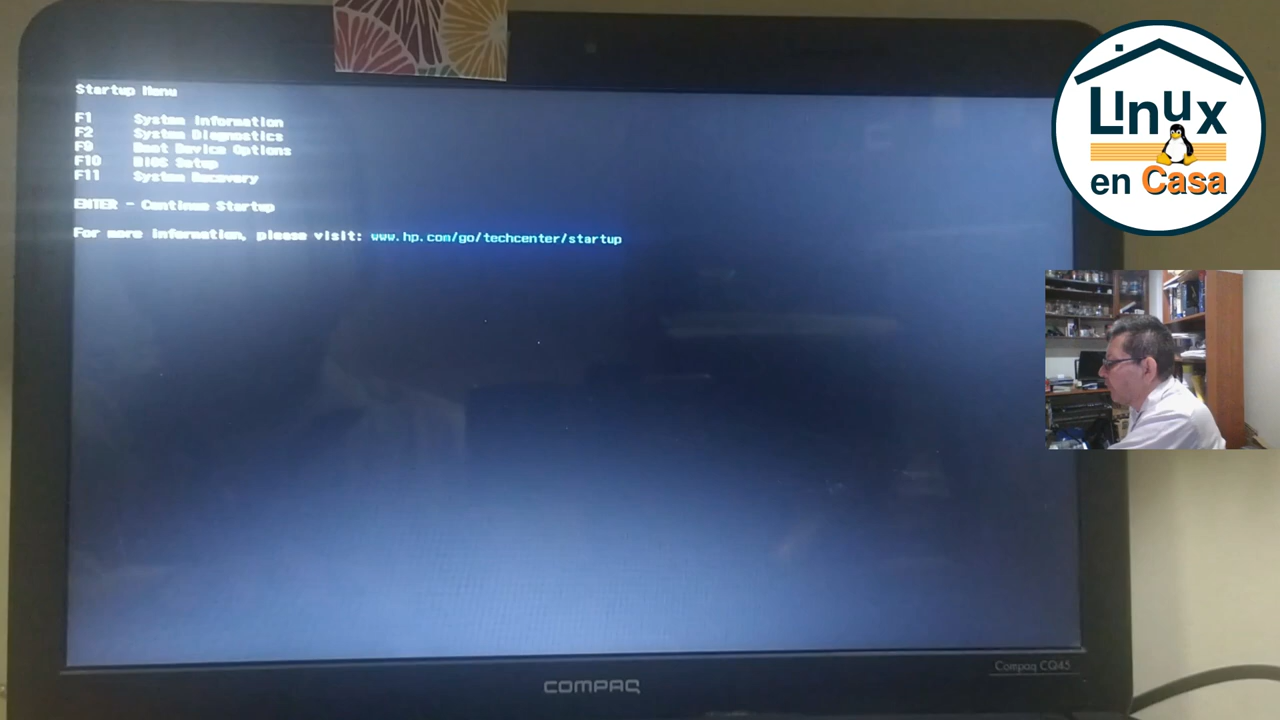 Startup Menu
F1 System Information
F2 System Diagnostics
F9 Boot Device Options
F10 BIOS Setup
F11 System Recovery
ENTER - Continue Startup
For more information, please visit: www.hp.com/go/techcenter/startup
LInux
en Casa
Compaq CQ45
COMPAQ